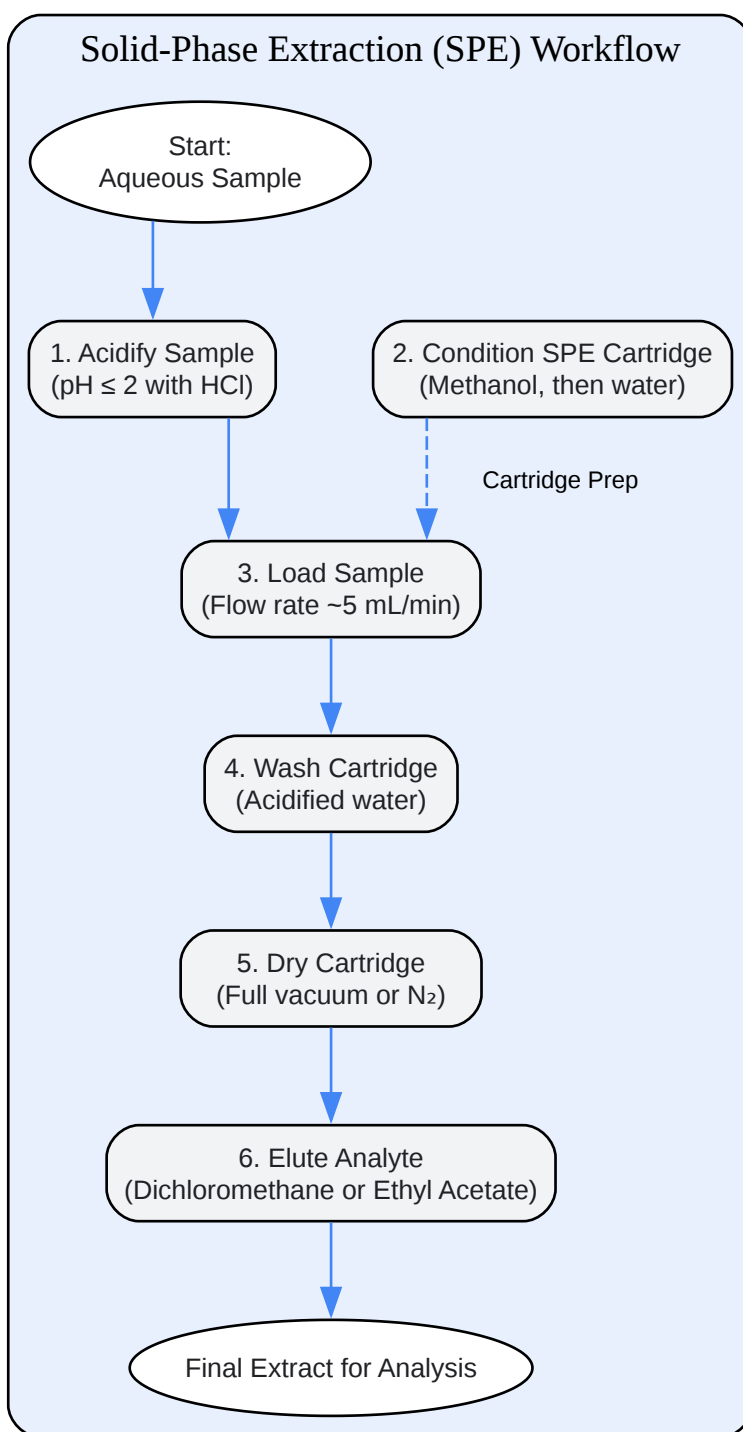 Solid-Phase Extraction (SPE) Workflow
Start:
Aqueous Sample
1. Acidify Sample
(pH ≤ 2 with HCl)
2. Condition SPE Cartridge
(Methanol, then water)
Cartridge Prep
3. Load Sample
(Flow rate ~5 mL/min)
4. Wash Cartridge
(Acidified water)
5. Dry Cartridge
(Full vacuum or N₂)
6. Elute Analyte
(Dichloromethane or Ethyl Acetate)
Final Extract for Analysis